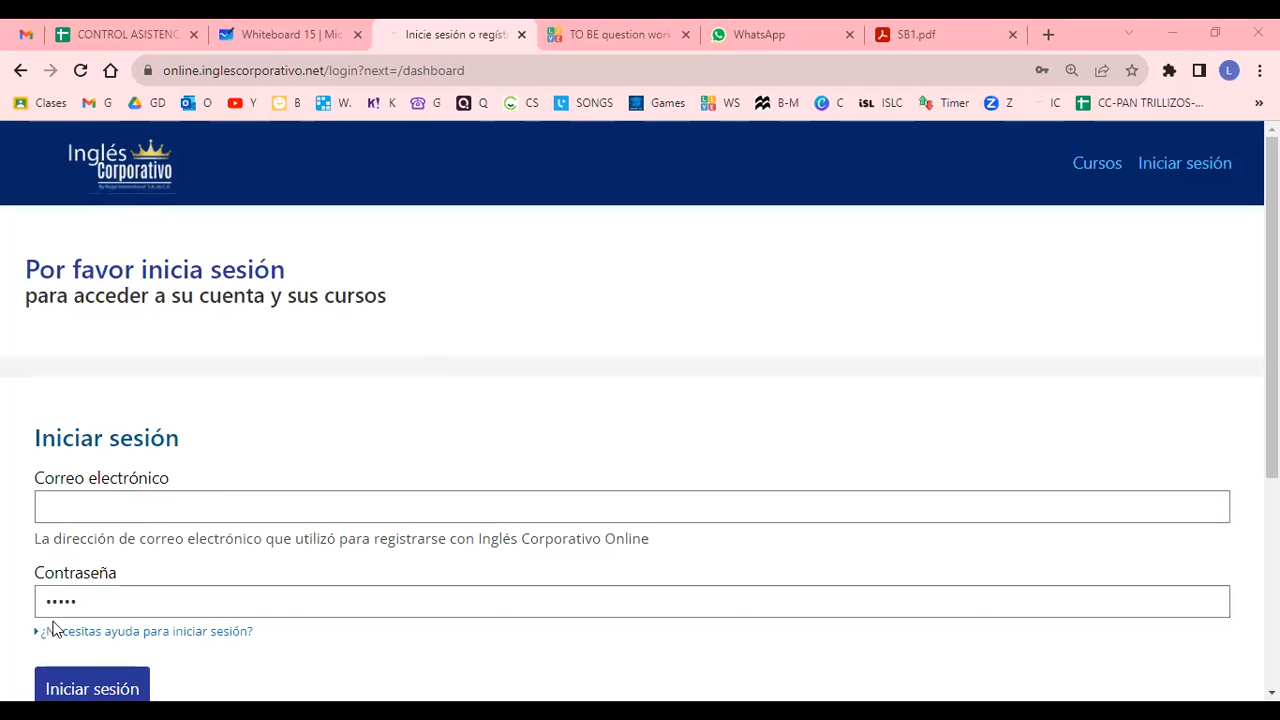 CONTROL ASISTENC
Whiteboard 15 | Mic
Inicie sesión o regíst
TO BE question work
WhatsApp
SB1.pdf
online.inglescorporativo.net/login?next=/dashboard
L
Clases
G
GD
O
Y
B
W.
K! K
G
Q
CS
SONGS
Games
WS
B-M
C
iSL ISLC
Timer
Z
IC
CC-PAN TRILLIZOS-...
»
Inglés
Corporativo
Cursos
Iniciar sesión
Por favor inicia sesión
para acceder a su cuenta y sus cursos
Iniciar sesión
Correo electrónico
La dirección de correo electrónico que utilizó para registrarse con Inglés Corporativo Online
Contraseña
•••••
¿Necesitas ayuda para iniciar sesión?
Iniciar sesión